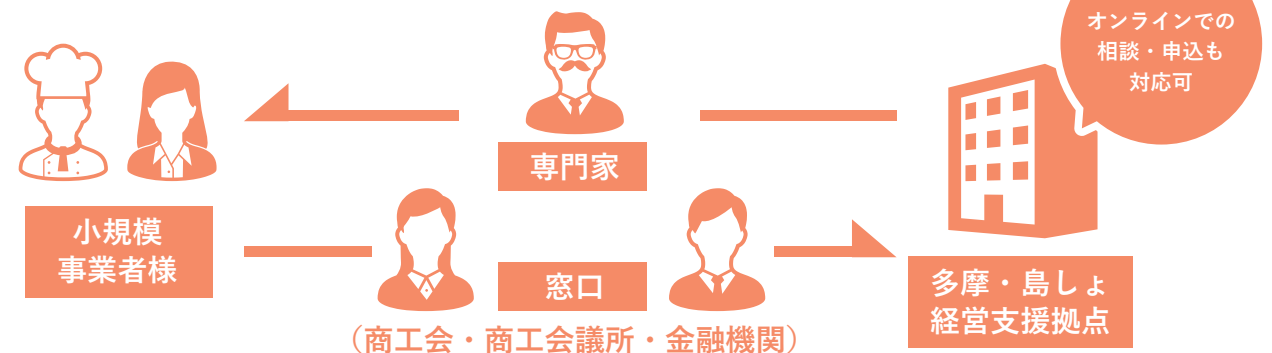 オンラインでの
相談・申込も
対応可
専門家
小規模
事業者様
窓口
（商工会・商工会議所・金融機関）
多摩・島しょ
経営支援拠点